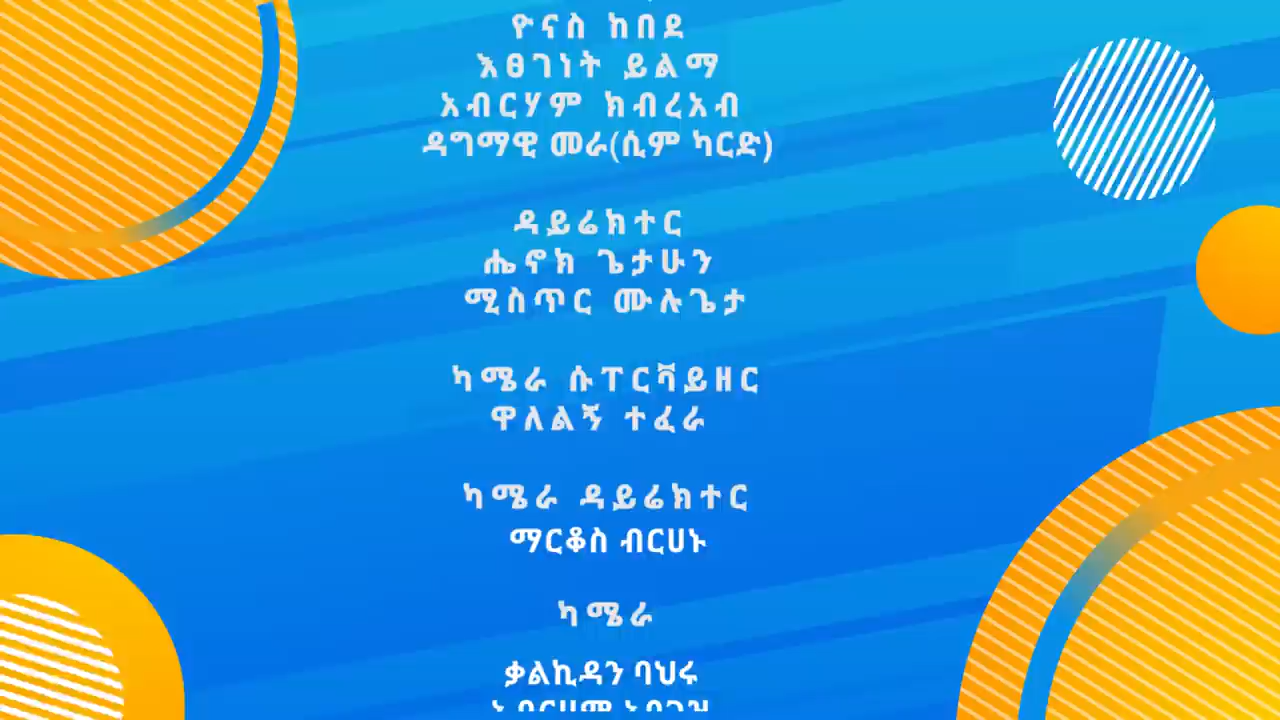 ዮናስ ከበደ
እፀገነት ይልማ
አብርሃም ክብረአብ
ዳግማዊ መራ(ሲም ካርድ)
ዳይሬክተር
ሔኖክ ጌታሁን
ሚስጥር ሙሉጌታ
ካሜራ ሱፐርቫይዘር
ዋለልኝ ተፈራ
ካሜራ ዳይሬክተር
ማርቆስ ብርሀኑ
ካሜራ
ቃልኪዳን ባህሩ